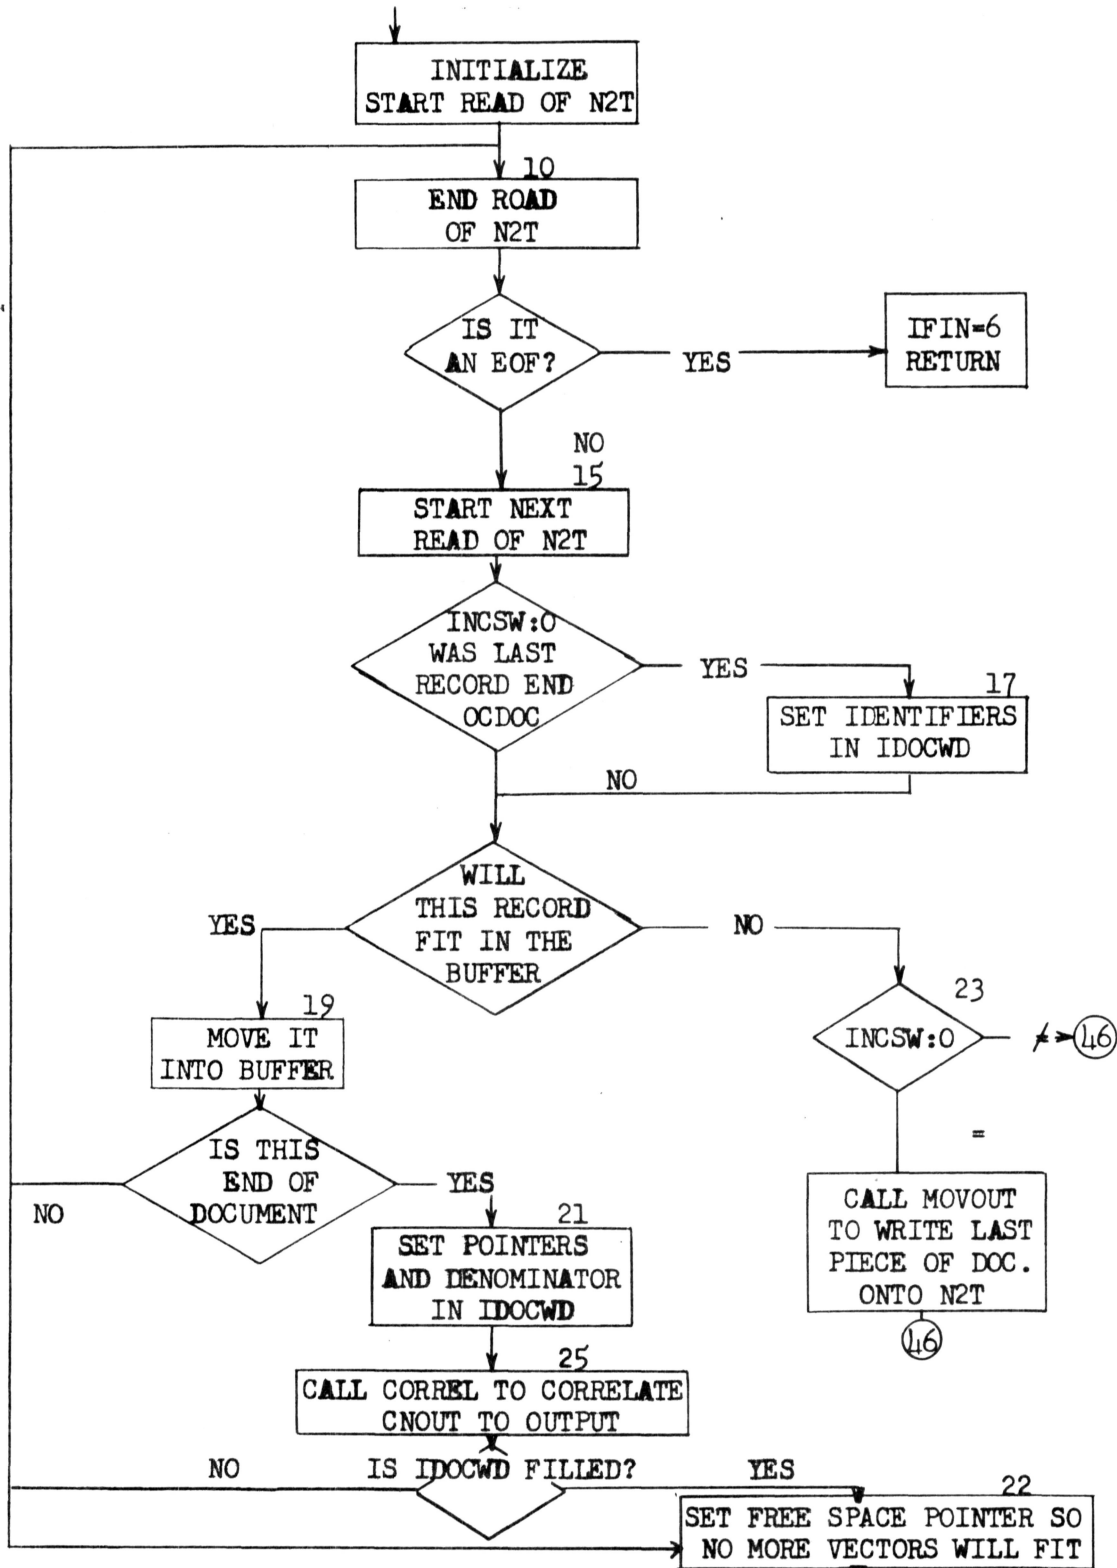 INITIALIZE
START READ OF N2T
10
END ROAD
OF N2T
IS IT
AN EOF?
YES
IFIN=6
RETURN
NO
15
START NEXT
READ OF N2T
INCSW:0
WAS LAST
RECORD END
OCDOC
YES
17
SET IDENTIFIERS
IN IDOCWD
NO
WILL
THIS RECORD
FIT IN THE
BUFFER
YES
NO
19
MOVE IT
INTO BUFFER
23
INCSW:0
≠
46
=
IS THIS
END OF
DOCUMENT
NO
YES
CALL MOVOUT
TO WRITE LAST
PIECE OF DOC.
ONTO N2T
46
21
SET POINTERS
AND DENOMINATOR
IN IDOCWD
25
CALL CORREL TO CORRELATE
CNOUT TO OUTPUT
NO
IS IDOCWD FILLED?
YES
22
SET FREE SPACE POINTER SO
NO MORE VECTORS WILL FIT